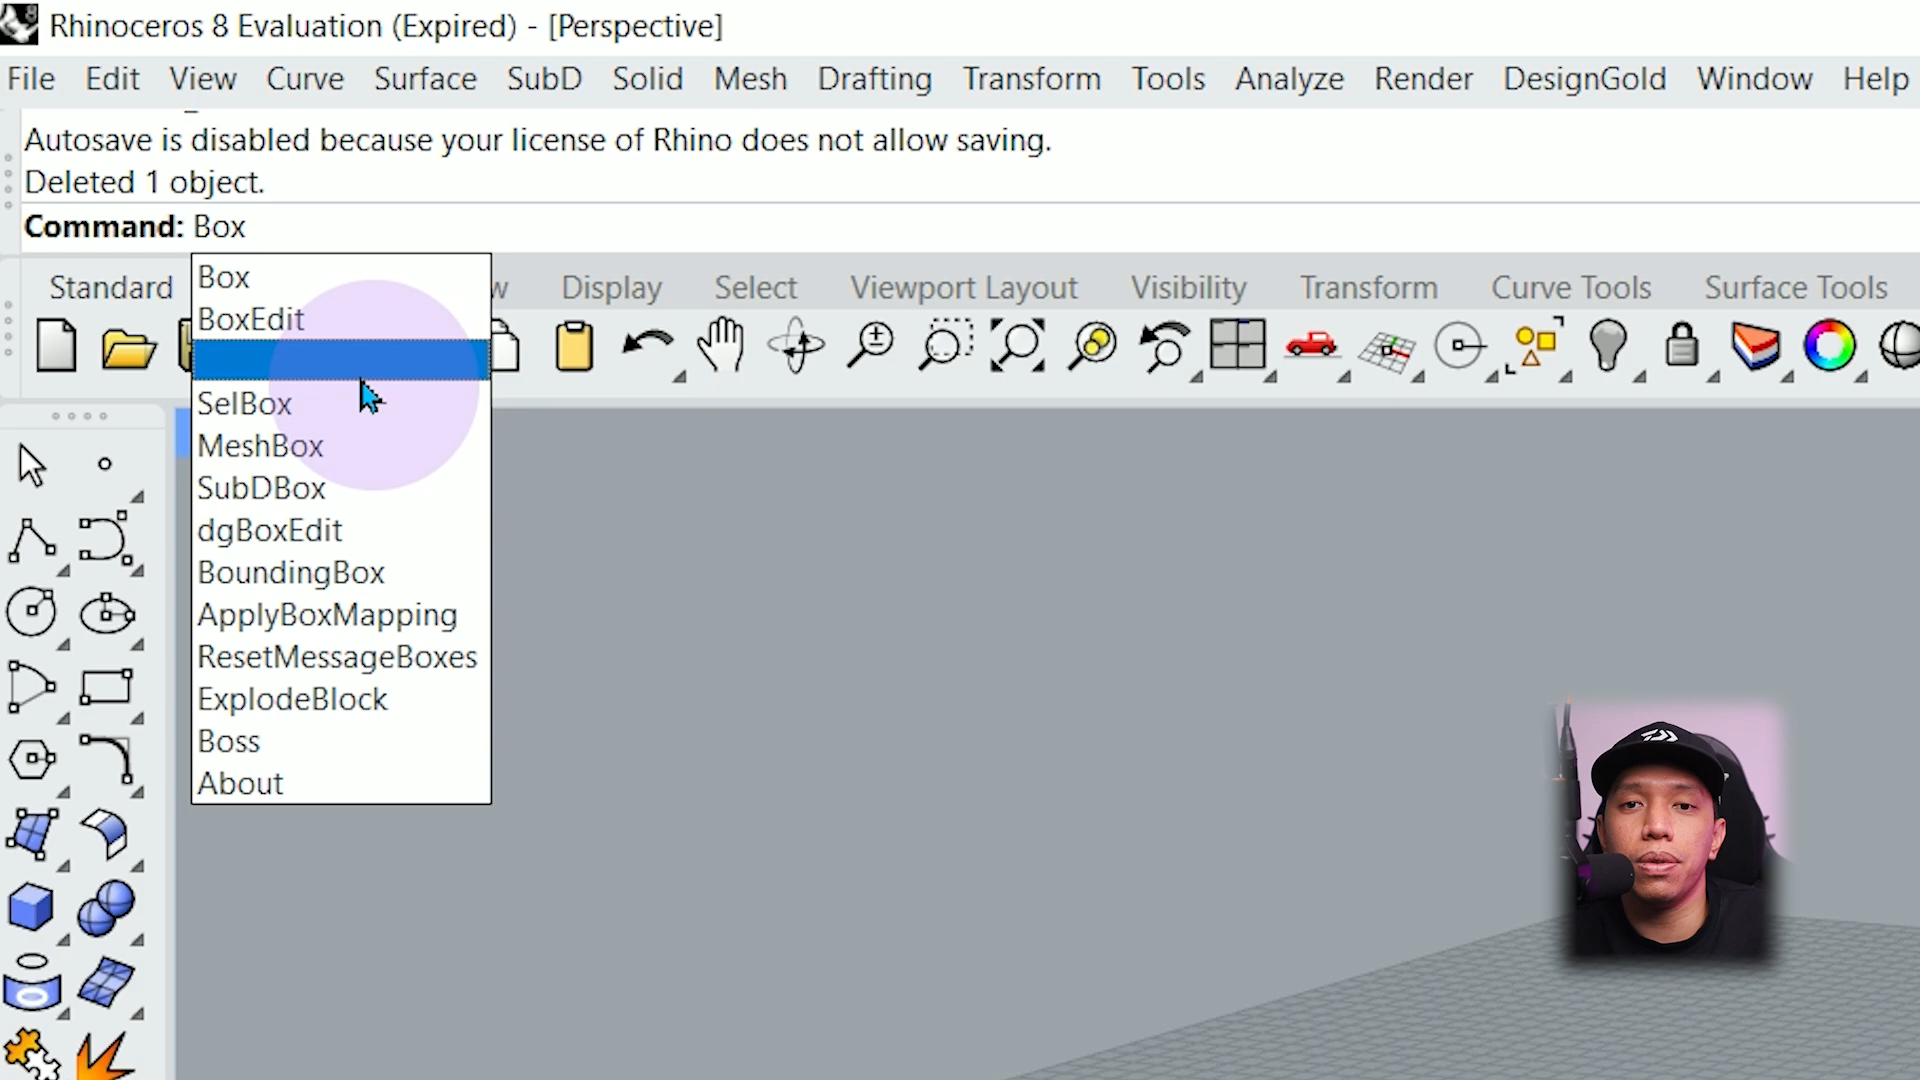 Rhinoceros 8 Evaluation (Expired) - [Perspective]
File Edit View Curve Surface SubD Solid Mesh Drafting Transform Tools Analyze Render DesignGold Window Help
Autosave is disabled because your license of Rhino does not allow saving.
Deleted 1 object.
Command: Box
Standard Display Select Viewport Layout Visibility Transform Curve Tools Surface Tools
Box
BoxEdit
SelBox
MeshBox
SubDBox
dgBoxEdit
BoundingBox
ApplyBoxMapping
ResetMessageBoxes
ExplodeBlock
Boss
About